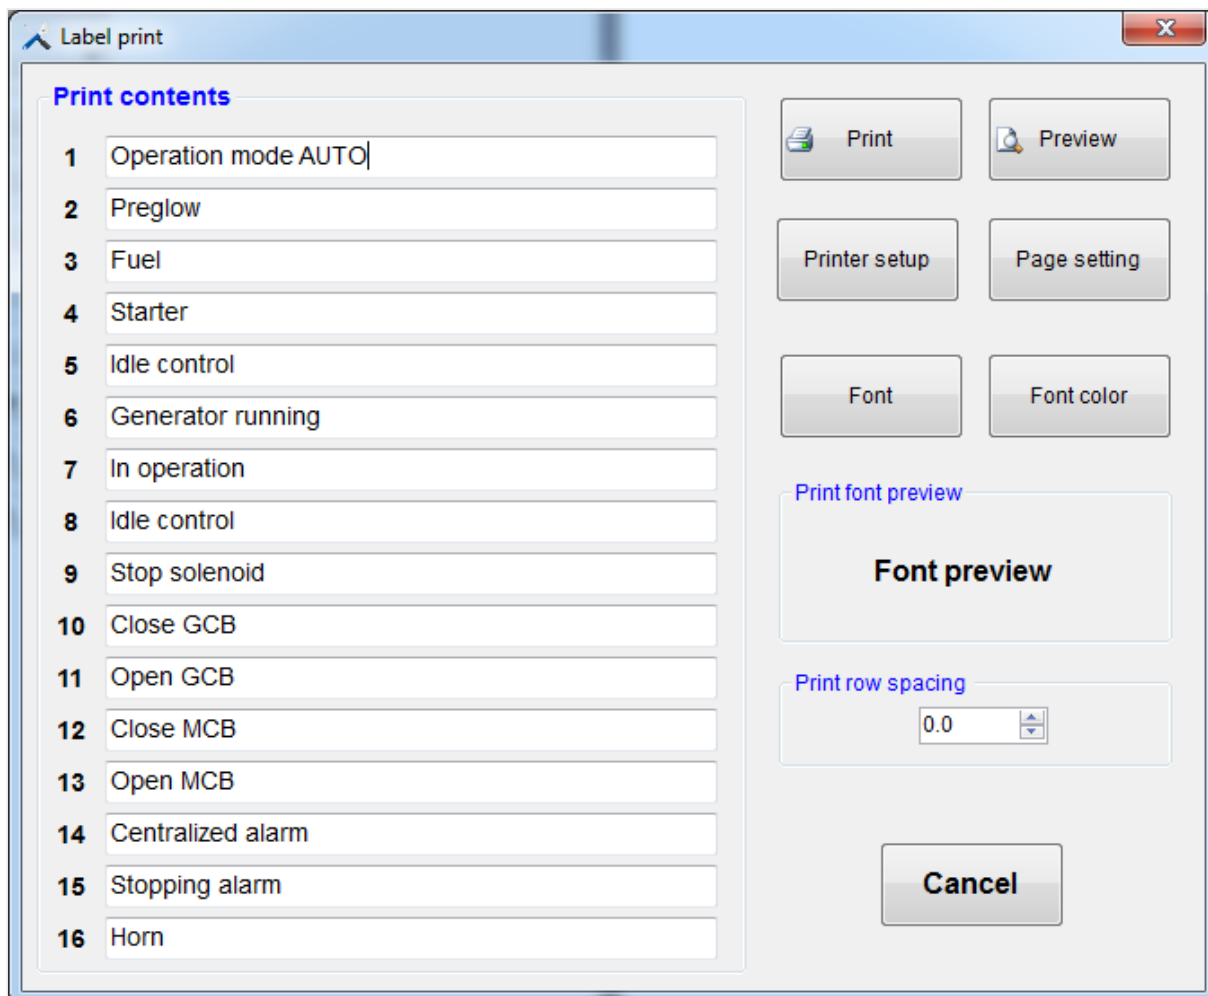 Label print
Print contents
1 Operation mode AUTO
2 Preglow
3 Fuel
4 Starter
5 Idle control
6 Generator running
7 In operation
8 Idle control
9 Stop solenoid
10 Close GCB
11 Open GCB
12 Close MCB
13 Open MCB
14 Centralized alarm
15 Stopping alarm
16 Horn
Print
Preview
Printer setup
Page setting
Font
Font color
Print font preview
Font preview
Print row spacing
0.0
Cancel